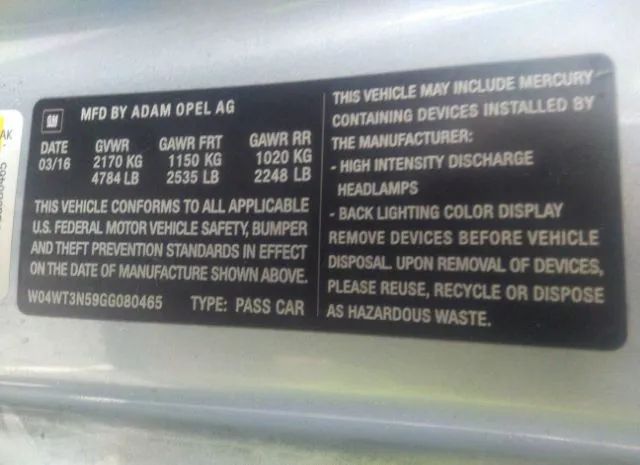 GM
MFD BY ADAM OPEL AG
DATE GVWR GAWR FRT GAWR RR
03/16 2170 KG 1150 KG 1020 KG
4784 LB 2535 LB 2248 LB
THIS VEHICLE CONFORMS TO ALL APPLICABLE
U.S. FEDERAL MOTOR VEHICLE SAFETY, BUMPER
AND THEFT PREVENTION STANDARDS IN EFFECT
ON THE DATE OF MANUFACTURE SHOWN ABOVE.
W04WT3N59GG080465 TYPE: PASS CAR
THIS VEHICLE MAY INCLUDE MERCURY
CONTAINING DEVICES INSTALLED BY
THE MANUFACTURER:
- HIGH INTENSITY DISCHARGE
HEADLAMPS
- BACK LIGHTING COLOR DISPLAY
REMOVE DEVICES BEFORE VEHICLE
DISPOSAL. UPON REMOVAL OF DEVICES,
PLEASE REUSE, RECYCLE OR DISPOSE
AS HAZARDOUS WASTE.